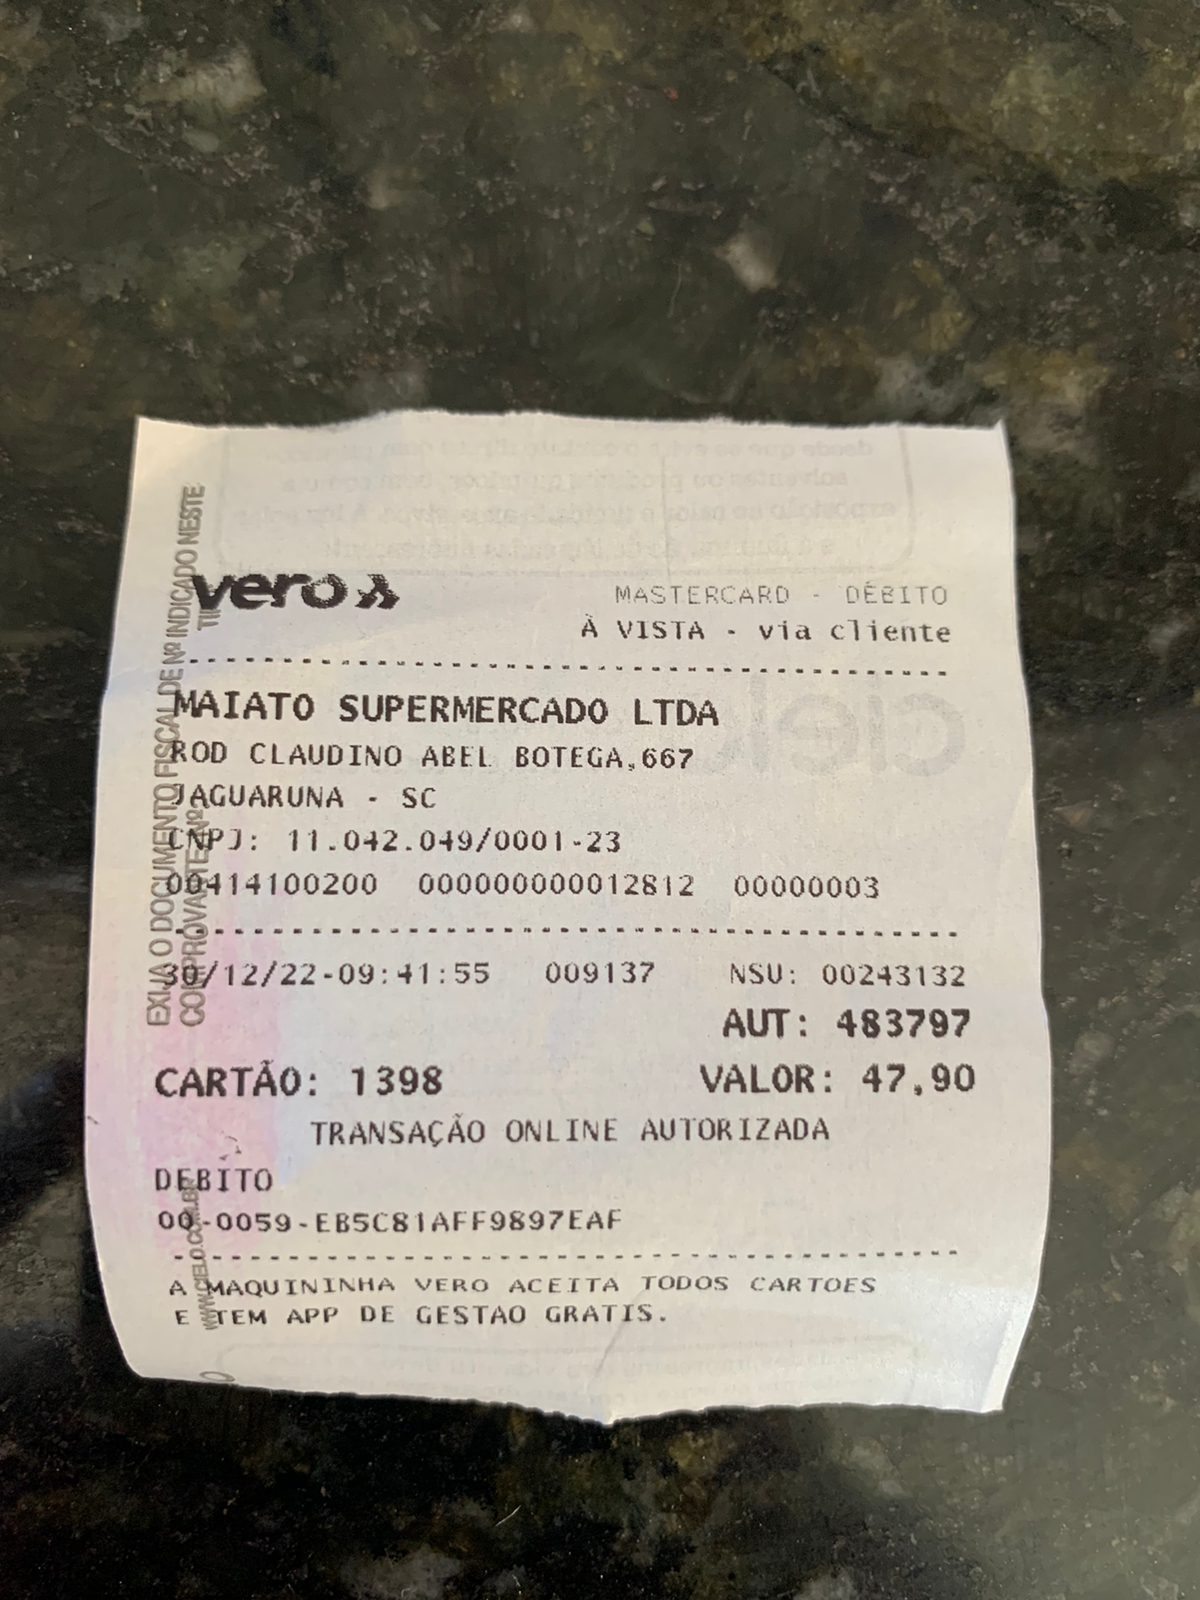 vero
MASTERCARD - DÉBITO
À VISTA - via cliente
MAIATO SUPERMERCADO LTDA
ROD CLAUDINO ABEL BOTEGA,667
JAGUARUNA - SC
CNPJ: 11.042.049/0001-23
00414100200 000000000012812 00000003
30/12/22-09:41:55 009137 NSU: 00243132
AUT: 483797
CARTÃO: 1398 VALOR: 47,90
TRANSAÇÃO ONLINE AUTORIZADA
DEBITO
00-0059-EB5C81AFF9897EAF
A MAQUININHA VERO ACEITA TODOS CARTOES
E TEM APP DE GESTAO GRATIS.
EXIJA O DOCUMENTO FISCAL DE Nº INDICADO NESTE
COMPROVANTE Nº
WWW.CIELO.COM.BR
cielo